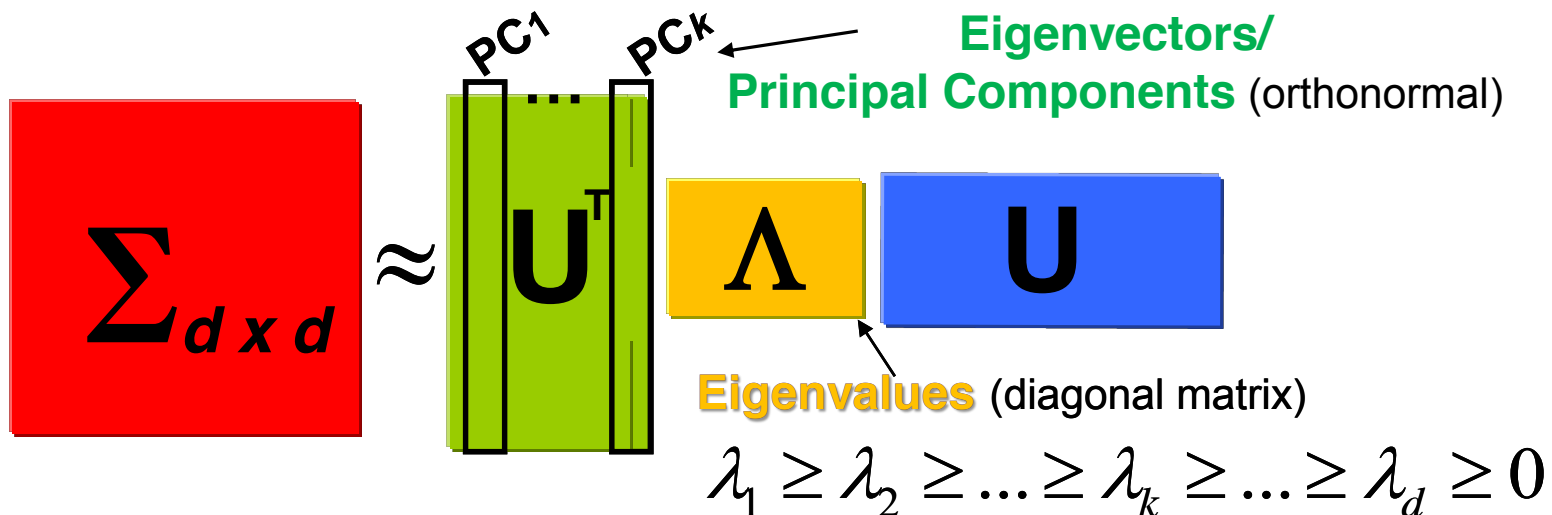 PC1
...
PCk
Eigenvectors/
Principal Components (orthonormal)
Σd x d
≈
U^T
Λ
U
Eigenvalues (diagonal matrix)
λ1 ≥ λ2 ≥ ... ≥ λk ≥ ... ≥ λd ≥ 0